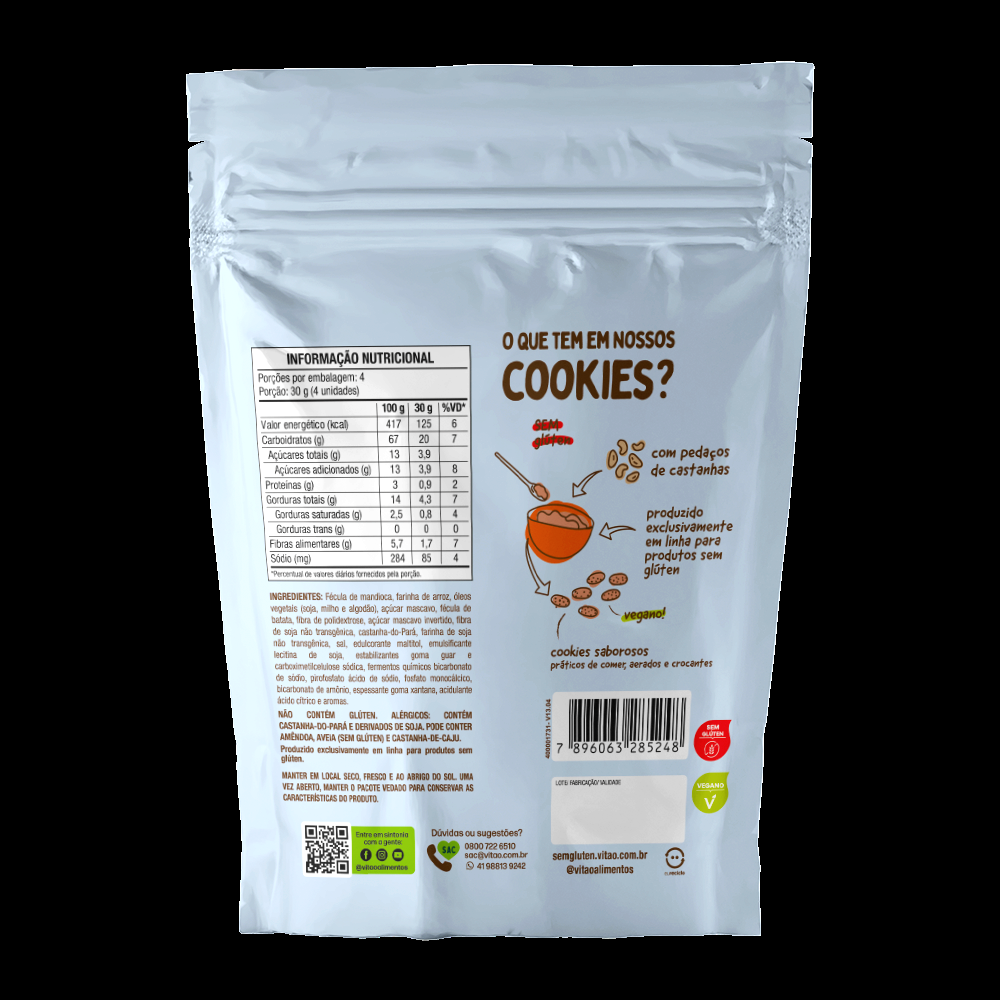 INFORMAÇÃO NUTRICIONAL
Porções por embalagem: 4
Porção: 30 g (4 unidades)
100 g 30 g %VD*
Valor energético (kcal) 417 125 6
Carboidratos (g) 67 20 7
Açúcares totais (g) 13 3,9
Açúcares adicionados (g) 13 3,9 8
Proteínas (g) 3 0,9 2
Gorduras totais (g) 14 4,3 7
Gorduras saturadas (g) 2,5 0,8 4
Gorduras trans (g) 0 0 0
Fibras alimentares (g) 5,7 1,7 7
Sódio (mg) 284 85 4
*Percentual de valores diários fornecidos pela porção.
INGREDIENTES: Fécula de mandioca, farinha de arroz, óleos
vegetais (soja, milho e algodão), açúcar mascavo, fécula de
batata, fibra de polidextrose, açúcar mascavo invertido, fibra
de soja não transgênica, castanha-do-Pará, farinha de soja
não transgênica, sal, edulcorante maltitol, emulsificante
lecitina de soja, estabilizantes goma guar e
carboximetilcelulose sódica, fermentos químicos bicarbonato
de sódio, pirofosfato ácido de sódio, fosfato monocálcico,
bicarbonato de amônio, espessante goma xantana, acidulante
ácido cítrico e aromas.
NÃO CONTÉM GLÚTEN. ALÉRGICOS: CONTÉM
CASTANHA-DO-PARÁ E DERIVADOS DE SOJA. PODE CONTER
AMÊNDOA, AVEIA (SEM GLÚTEN) E CASTANHA-DE-CAJU.
Produzido exclusivamente em linha para produtos sem
glúten.
MANTER EM LOCAL SECO, FRESCO E AO ABRIGO DO SOL. UMA
VEZ ABERTO, MANTER O PACOTE VEDADO PARA CONSERVAR AS
CARACTERÍSTICAS DO PRODUTO.
Entre em sintonia
com a gente.
@vitaoalimentos
SAC
Dúvidas ou sugestões?
0800 722 6510
sac@vitao.com.br
41 98813 9242
O QUE TEM EM NOSSOS
COOKIES?
SEM
glúten
com pedaços
de castanhas
produzido
exclusivamente
em linha para
produtos sem
glúten
vegano!
cookies saborosos
práticos de comer, aerados e crocantes
400001731- V13.04
7 896063 285248
SEM
GLÚTEN
LOTE: FABRICAÇÃO/ VALIDADE
VEGANO
V
semgluten.vitao.com.br
@vitaoalimentos
eureciclo